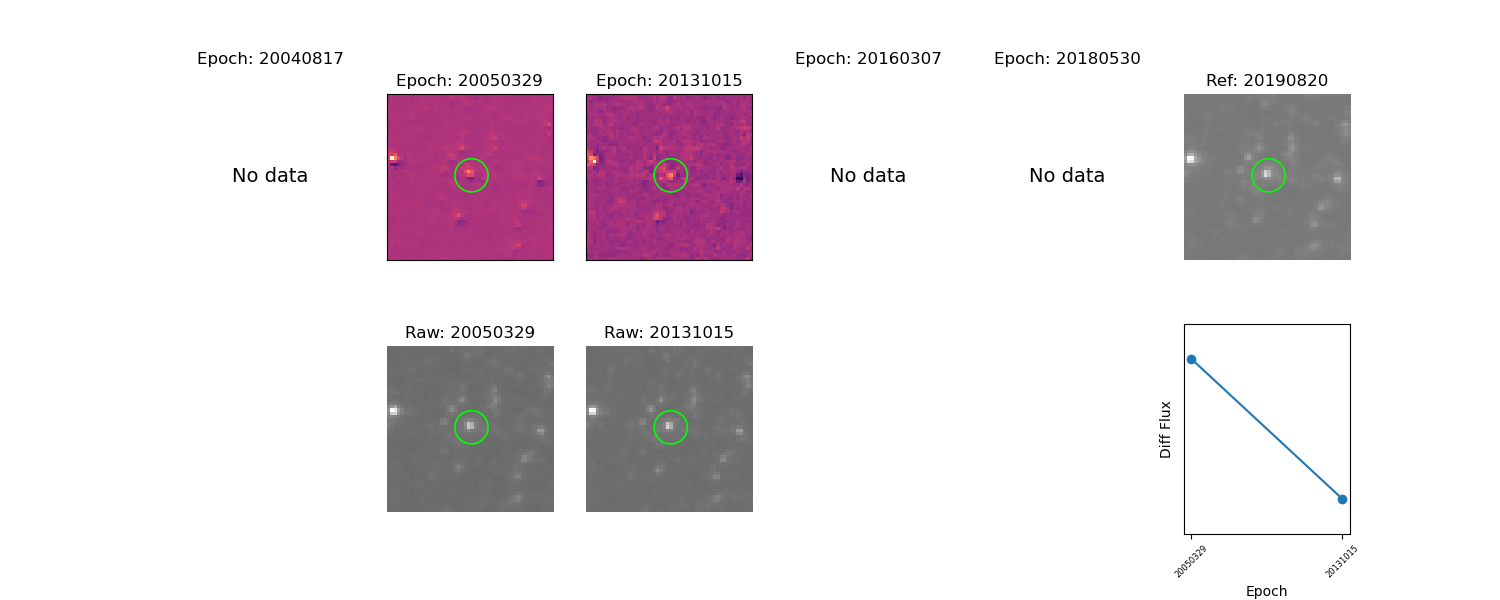 Epoch: 20040817
Epoch: 20160307
Epoch: 20180530
Epoch: 20050329
Epoch: 20131015
Ref: 20190820
No data
No data
No data
Raw: 20050329
Raw: 20131015
Diff Flux
20050329
20131015
Epoch